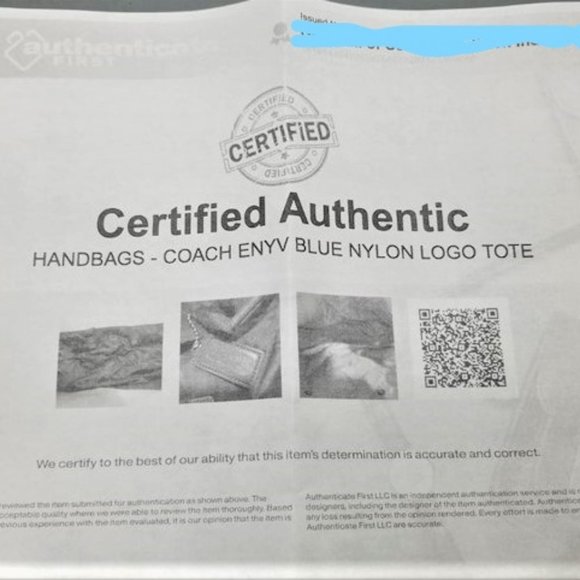 authentic
FIRST
Issued
CERTIFIED
CERTIFIED
CERTIFIED
Certified Authentic
HANDBAGS - COACH ENYV BLUE NYLON LOGO TOTE
We certify to the best of our ability that this item's determination is accurate and correct.
reviewed the item submitted for authentication as shown above. The
acceptable quality where we were able to review the item thoroughly. Based
previous experience with the item evaluated, it is our opinion that the item is
Authenticate First LLC is an independent authentication service and is
designers, including the designer of the item authenticated.
any loss resulting from the opinion rendered. Every effort is made to
Authenticate First LLC are accurate.